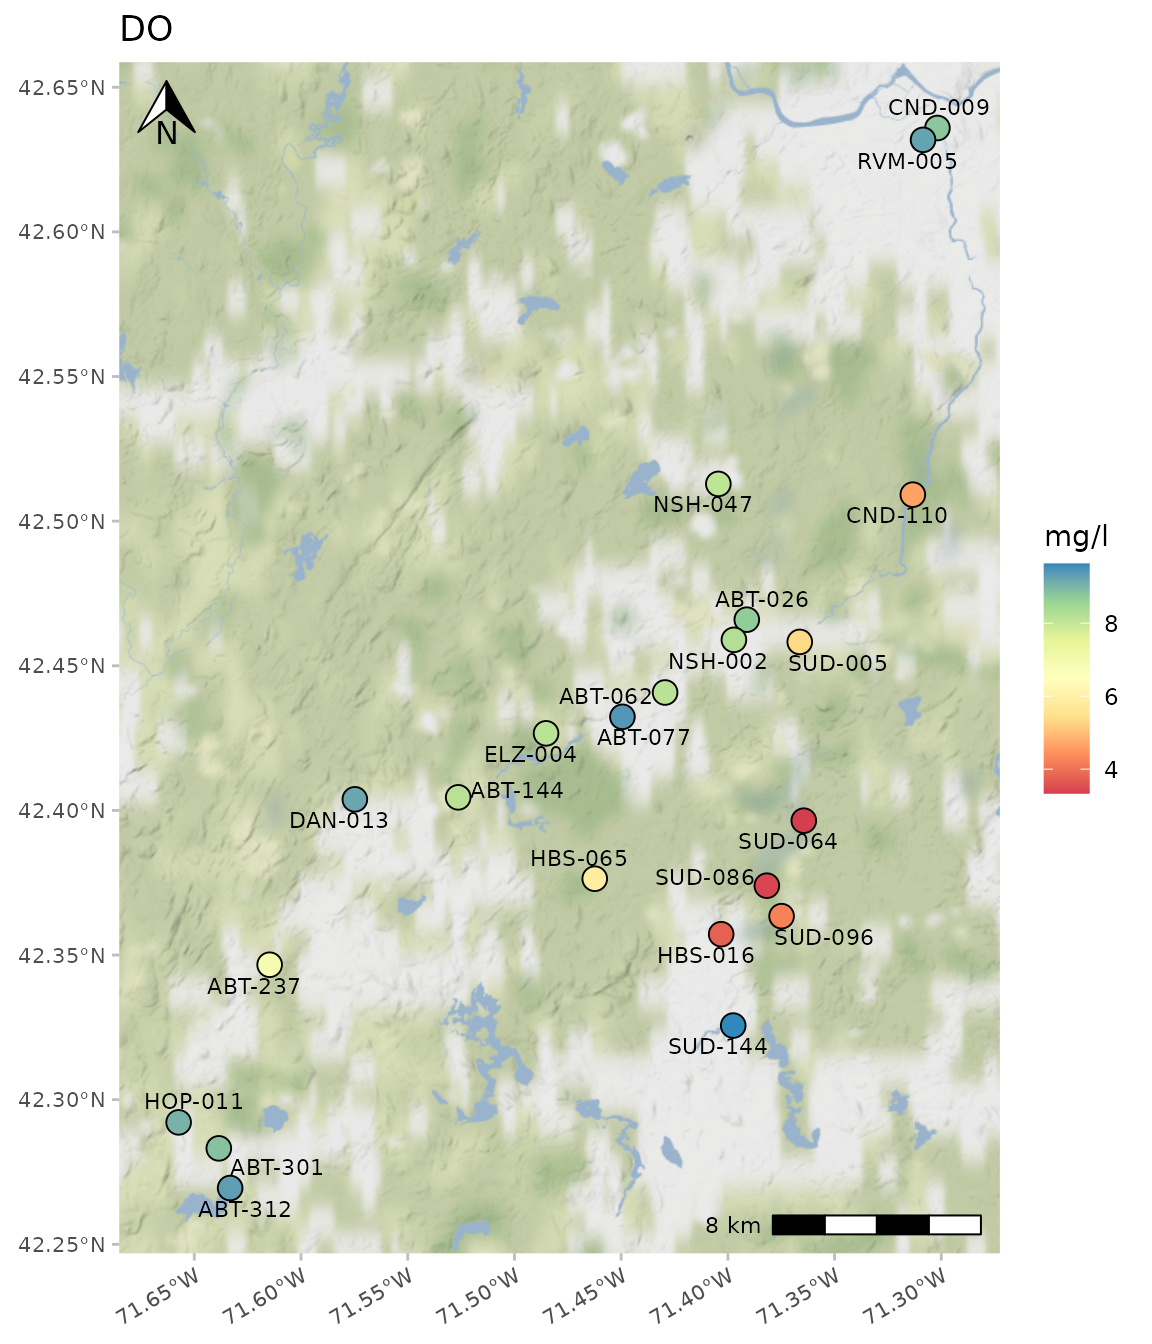 DO
42.65°N
N
CND-009
RVM-005
42.60°N
42.55°N
NSH-047
CND-110
42.50°N
mg/l
8
6
4
ABT-026
NSH-002
SUD-005
42.45°N
ABT-062
ABT-077
ELZ-004
ABT-144
42.40°N
DAN-013
SUD-064
HBS-065
SUD-086
SUD-096
HBS-016
42.35°N
ABT-237
SUD-144
42.30°N
HOP-011
ABT-301
ABT-312
8 km
42.25°N
71.65°W
71.60°W
71.55°W
71.50°W
71.45°W
71.40°W
71.35°W
71.30°W